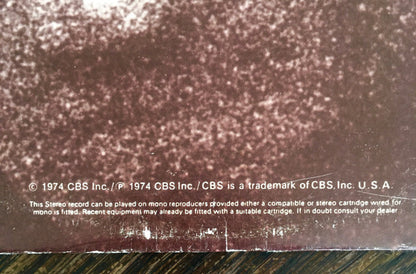 © 1974 CBS Inc./℗ 1974 CBS Inc./CBS is a trademark of CBS, Inc. U.S.A.
This Stereo record can be played on mono reproducers provided either a compatible or stereo cartridge wired for
mono is fitted. Recent equipment may already be fitted with a suitable cartridge. If in doubt consult your dealer